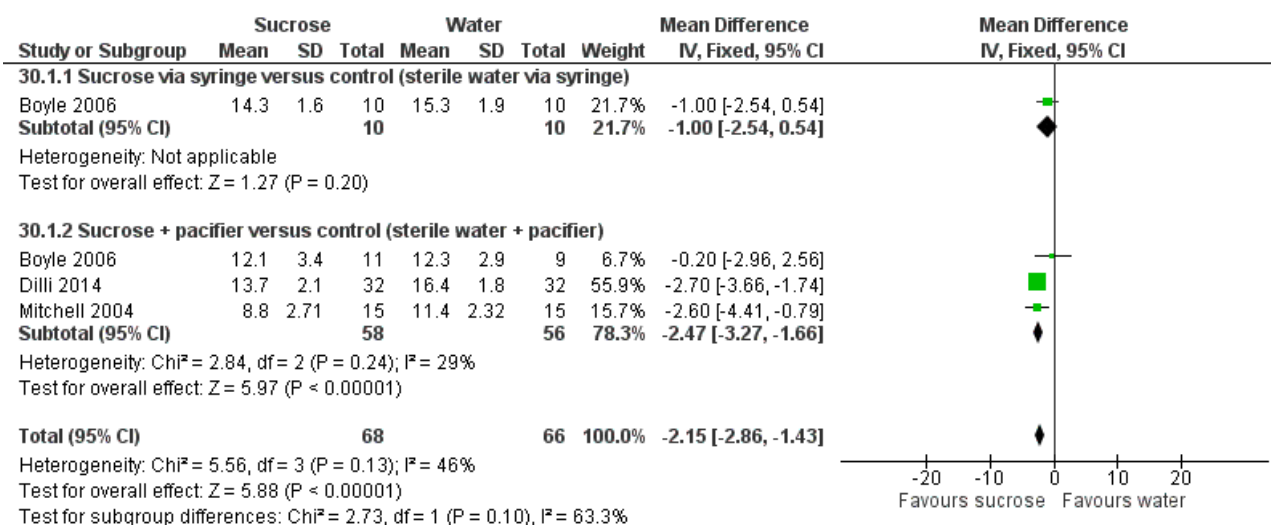 Sucrose Water Mean Difference Mean Difference
Study or Subgroup Mean SD Total Mean SD Total Weight IV, Fixed, 95% CI IV, Fixed, 95% CI
30.1.1 Sucrose via syringe versus control (sterile water via syringe)
Boyle 2006 14.3 1.6 10 15.3 1.9 10 21.7% -1.00 [-2.54, 0.54]
Subtotal (95% CI) 10 10 21.7% -1.00 [-2.54, 0.54]
Heterogeneity: Not applicable
Test for overall effect: Z = 1.27 (P = 0.20)
30.1.2 Sucrose + pacifier versus control (sterile water + pacifier)
Boyle 2006 12.1 3.4 11 12.3 2.9 9 6.7% -0.20 [-2.96, 2.56]
Dilli 2014 13.7 2.1 32 16.4 1.8 32 55.9% -2.70 [-3.66, -1.74]
Mitchell 2004 8.8 2.71 15 11.4 2.32 15 15.7% -2.60 [-4.41, -0.79]
Subtotal (95% CI) 58 56 78.3% -2.47 [-3.27, -1.66]
Heterogeneity: Chi² = 2.84, df = 2 (P = 0.24); I² = 29%
Test for overall effect: Z = 5.97 (P < 0.00001)
Total (95% CI) 68 66 100.0% -2.15 [-2.86, -1.43]
Heterogeneity: Chi² = 5.56, df = 3 (P = 0.13); I² = 46%
Test for overall effect: Z = 5.88 (P < 0.00001)
Test for subgroup differences: Chi² = 2.73, df = 1 (P = 0.10), I² = 63.3%
-20 -10 0 10 20
Favours sucrose Favours water